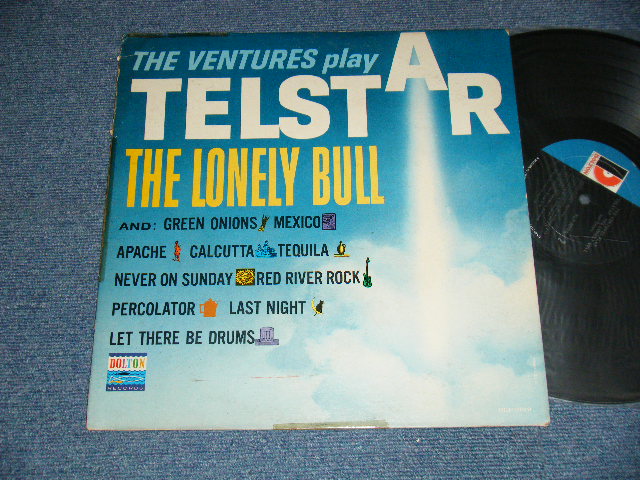 THE VENTURES play
TELSTAR
THE LONELY BULL
AND: GREEN ONIONS MEXICO
APACHE CALCUTTA TEQUILA
NEVER ON SUNDAY RED RIVER ROCK
PERCOLATOR LAST NIGHT
LET THERE BE DRUMS
DOLTON
RECORDS